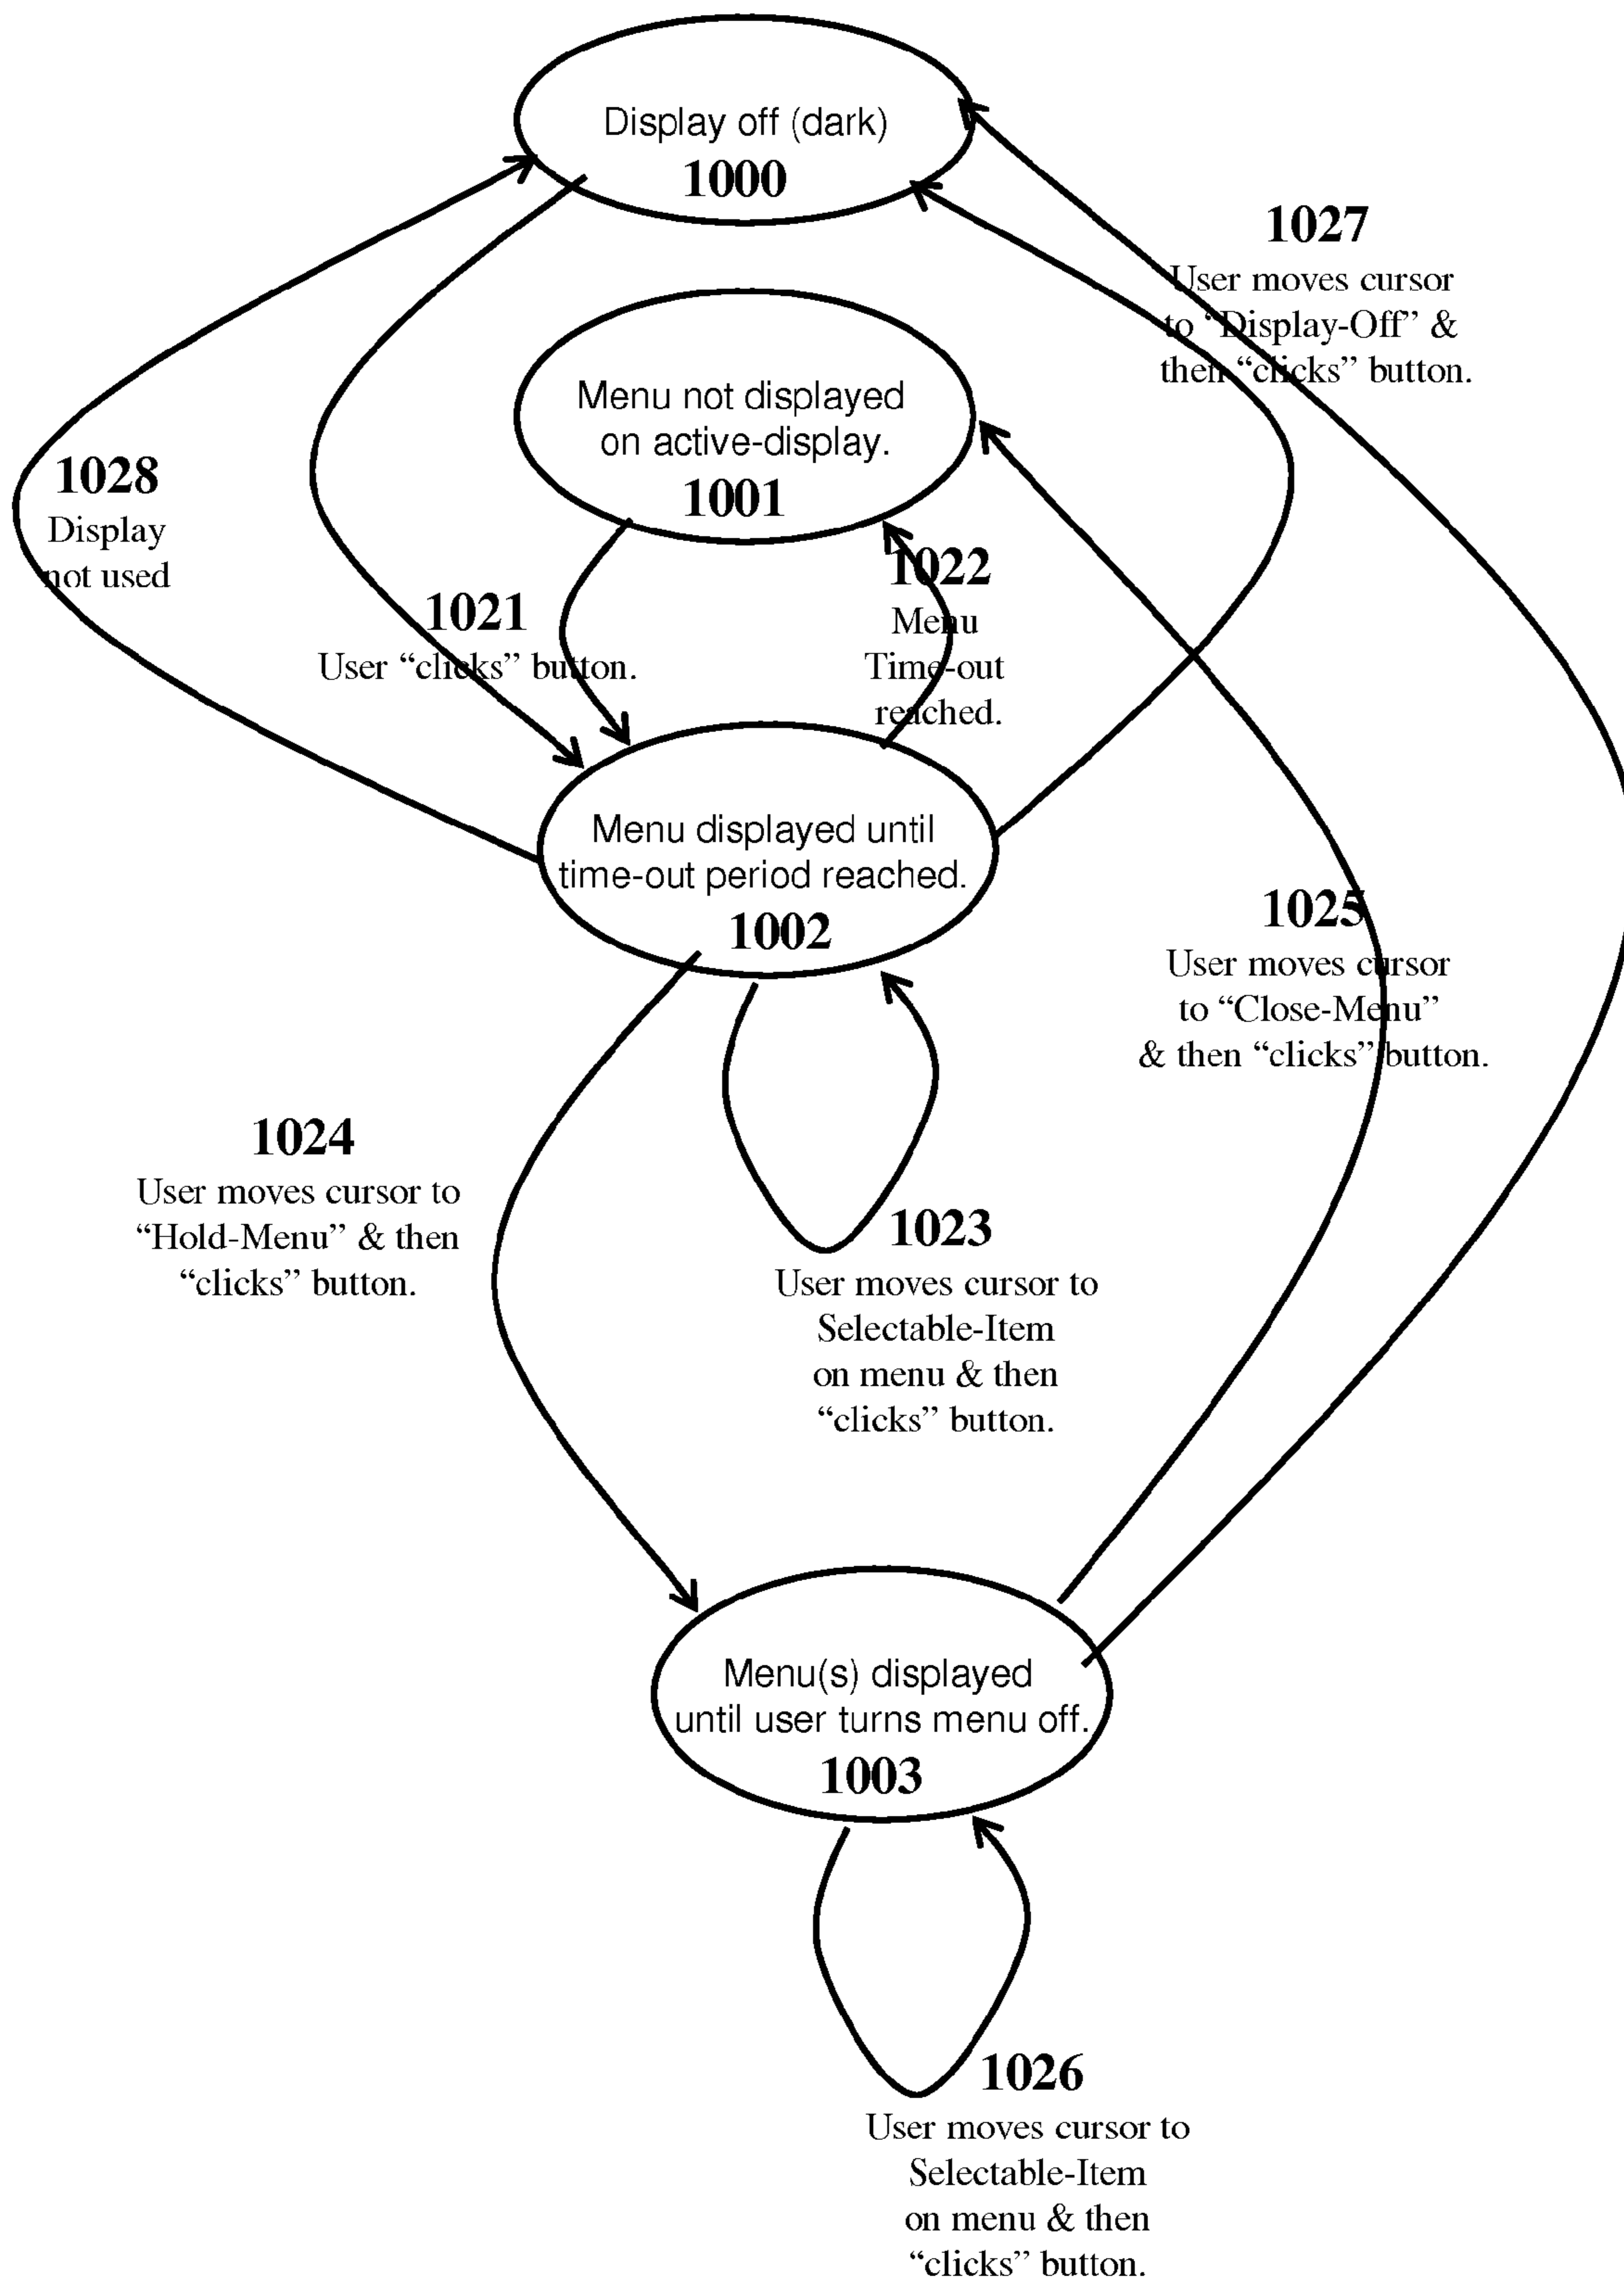 Display off (dark)
1000
1027
User moves cursor
to “Display-Off” &
then “clicks” button.
Menu not displayed
on active-display.
1001
1028
Display
not used
1021
User “clicks” button.
1022
Menu
Time-out
reached.
Menu displayed until
time-out period reached.
1002
1025
User moves cursor
to “Close-Menu”
& then “clicks” button.
1024
User moves cursor to
“Hold-Menu” & then
“clicks” button.
1023
User moves cursor to
Selectable-Item
on menu & then
“clicks” button.
Menu(s) displayed
until user turns menu off.
1003
1026
User moves cursor to
Selectable-Item
on menu & then
“clicks” button.